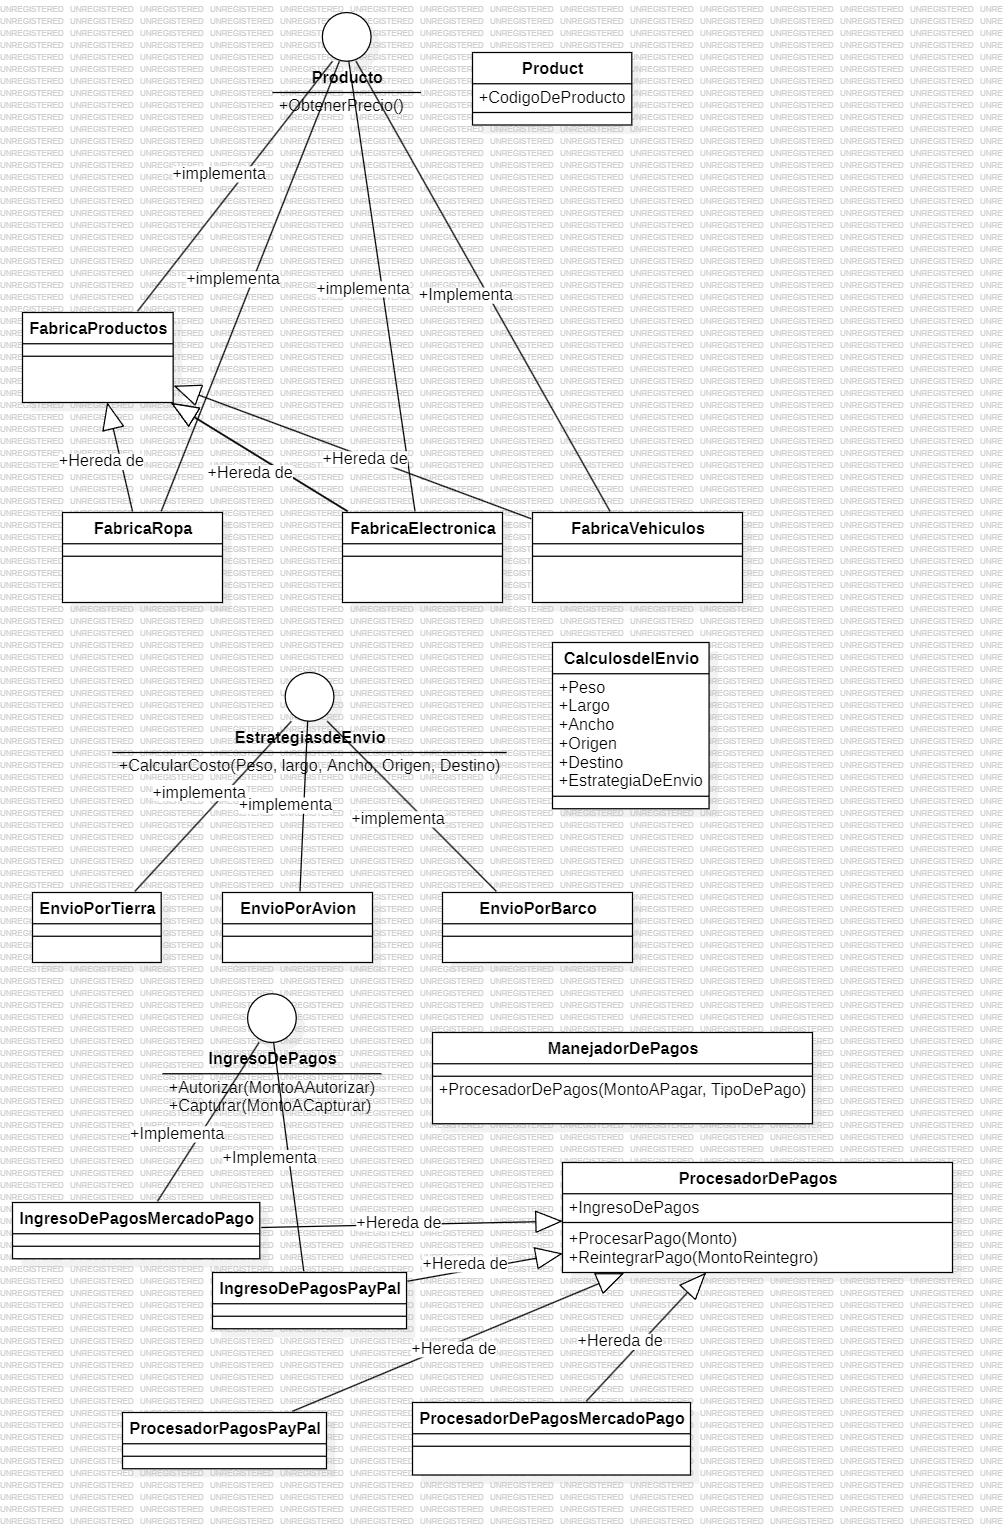 Producto
+ObtenerPrecio()
Product
+CodigoDeProducto
+implementa
+implementa
+implementa
+Implementa
FabricaProductos
+Hereda de
+Hereda de
+Hereda de
FabricaRopa
FabricaElectronica
FabricaVehiculos
CalculosdelEnvio
+Peso
+Largo
+Ancho
+Origen
+Destino
+EstrategiaDeEnvio
EstrategiasdeEnvio
+CalcularCosto(Peso, largo, Ancho, Origen, Destino)
+implementa
+implementa
+implementa
EnvioPorTierra
EnvioPorAvion
EnvioPorBarco
IngresoDePagos
+Autorizar(MontoAAutorizar)
+Capturar(MontoACapturar)
ManejadorDePagos
+ProcesadorDePagos(MontoAPagar, TipoDePago)
+Implementa
+Implementa
ProcesadorDePagos
+IngresoDePagos
+ProcesarPago(Monto)
+ReintegrarPago(MontoReintegro)
IngresoDePagosMercadoPago
+Hereda de
+Hereda de
IngresoDePagosPayPal
+Hereda de
+Hereda de
ProcesadorPagosPayPal
ProcesadorDePagosMercadoPago
UNREGISTERED